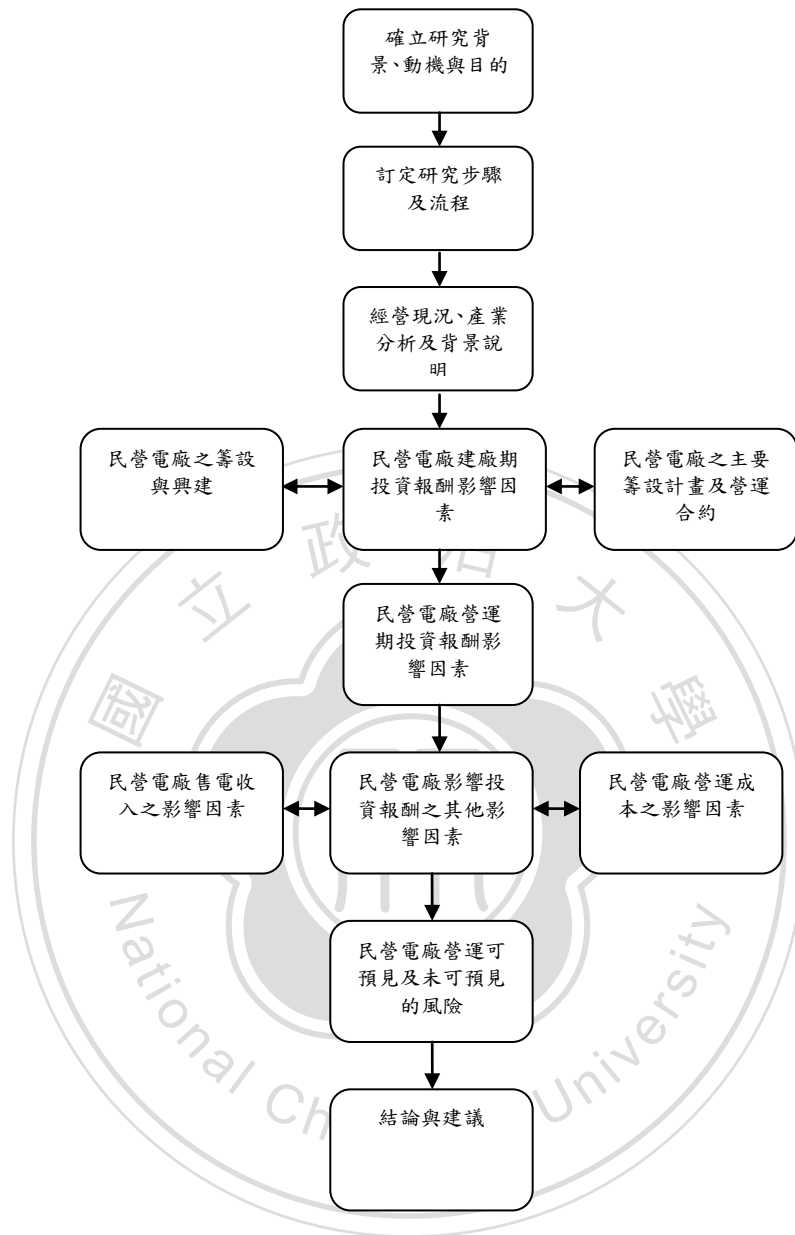 確立研究背
景、動機與目的
訂定研究步驟
及流程
經營現況、產業
分析及背景說
明
民營電廠之籌設
與興建
民營電廠建廠期
投資報酬影響因
素
民營電廠之主要
籌設計畫及營運
合約
民營電廠營運
期投資報酬影
響因素
民營電廠售電收
入之影響因素
民營電廠影響投
資報酬之其他影
響因素
民營電廠營運成
本之影響因素
民營電廠營運可
預見及未可預見
的風險
結論與建議
國立政治大學
National Ch University